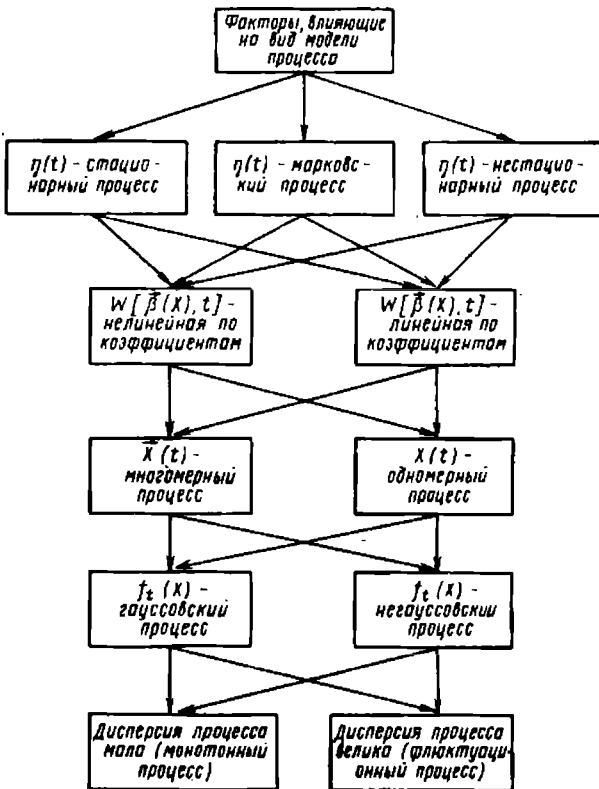 Факторы, влияющие
на вид модели
процесса
η(t) - стацио-
нарный процесс
η(t) - марковс-
кий процесс
η(t) - нестацио-
нарный процесс
W[β⃗(X), t] -
нелинейная по
коэффициентам
W[β⃗(X), t] -
линейная по
коэффициентам
X⃗(t) -
многомерный
процесс
X(t) -
одномерный
процесс
ft(X) -
гауссовский
процесс
ft(X) -
негауссовский
процесс
Дисперсия процесса
мала (монотонный
процесс)
Дисперсия процесса
велика (флюктуаци-
онный процесс)